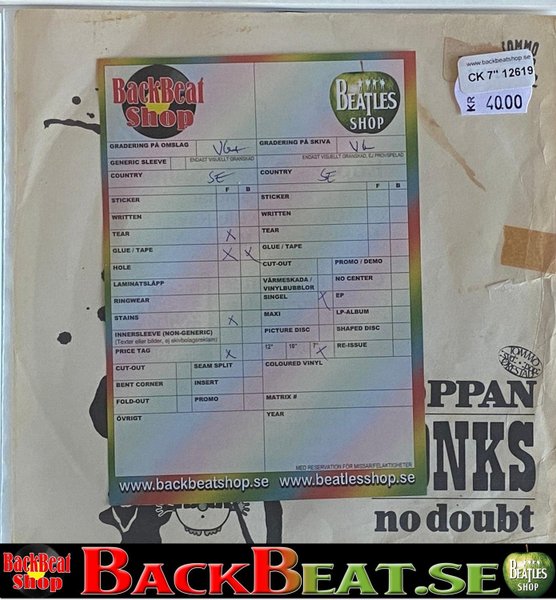 TOMMO
www.backbeatshop.se
CK 7" 12619
KR 40.00
BackBeat
Shop
BEATLES
SHOP
GRADERING PÅ OMSLAG VG+ GRADERING PÅ SKIVA
GENERIC SLEEVE ENDAST VISUELLT GRANSKAD ENDAST VISUELLT GRANSKAD, EJ PROVSPELAD
COUNTRY SE COUNTRY SE
F B F B
STICKER STICKER
WRITTEN WRITTEN
TEAR X TEAR
GLUE / TAPE X X GLUE / TAPE
HOLE CUT-OUT PROMO / DEMO
LAMINATSLÄPP VÄRMESKADA / VINYLBUBBLOR NO CENTER
RINGWEAR SINGEL X EP
STAINS X MAXI LP-ALBUM
INNERSLEEVE (NON-GENERIC) PICTURE DISC SHAPED DISC
(Texter eller bilder, ej skivbolagsreklam)
PRICE TAG X 12" 10" 7" X RE-ISSUE
CUT-OUT SEAM SPLIT COLOURED VINYL
BENT CORNER INSERT
FOLD-OUT PROMO MATRIX #
ÖVRIGT YEAR
MED RESERVATION FÖR MISSAR/FELAKTIGHETER
www.backbeatshop.se www.beatlesshop.se
TOMMO
OPPAN
ONKS
no doubt
BackBeat
Shop
BACKBEAT.SE
BEATLES
SHOP